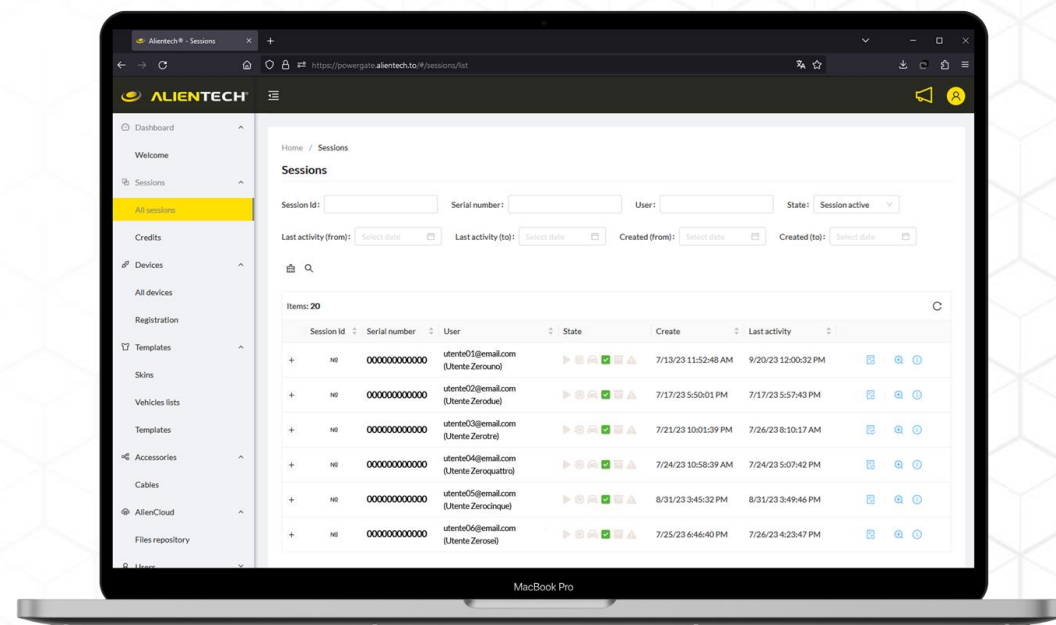 Alientech® - Sessions
https://powergate.alientech.to/#/sessions/list
ALIENTECH
Dashboard
Welcome
Sessions
All sessions
Credits
Devices
All devices
Registration
Templates
Skins
Vehicles lists
Templates
Accessories
Cables
AlienCloud
Files repository
Users
Home / Sessions
Sessions
Session Id: Serial number: User: State: Session active
Last activity (from): Select date Last activity (to): Select date Created (from): Select date Created (to): Select date
Items: 20
Session Id Serial number User State Create Last activity
+ N0 000000000000 utente01@email.com 7/13/23 11:52:48 AM 9/20/23 12:00:32 PM
(Utente Zerouno)
+ N0 000000000000 utente02@email.com 7/17/23 5:50:01 PM 7/17/23 5:57:43 PM
(Utente Zerodue)
+ N0 000000000000 utente03@email.com 7/21/23 10:01:39 PM 7/26/23 8:10:17 AM
(Utente Zerotre)
+ N0 000000000000 utente04@email.com 7/24/23 10:58:39 AM 7/24/23 5:07:42 PM
(Utente Zeroquattro)
+ N0 000000000000 utente05@email.com 8/31/23 3:45:32 PM 8/31/23 3:49:46 PM
(Utente Zerocinque)
+ N0 000000000000 utente06@email.com 7/25/23 6:46:40 PM 7/26/23 4:23:47 PM
(Utente Zerosei)
MacBook Pro